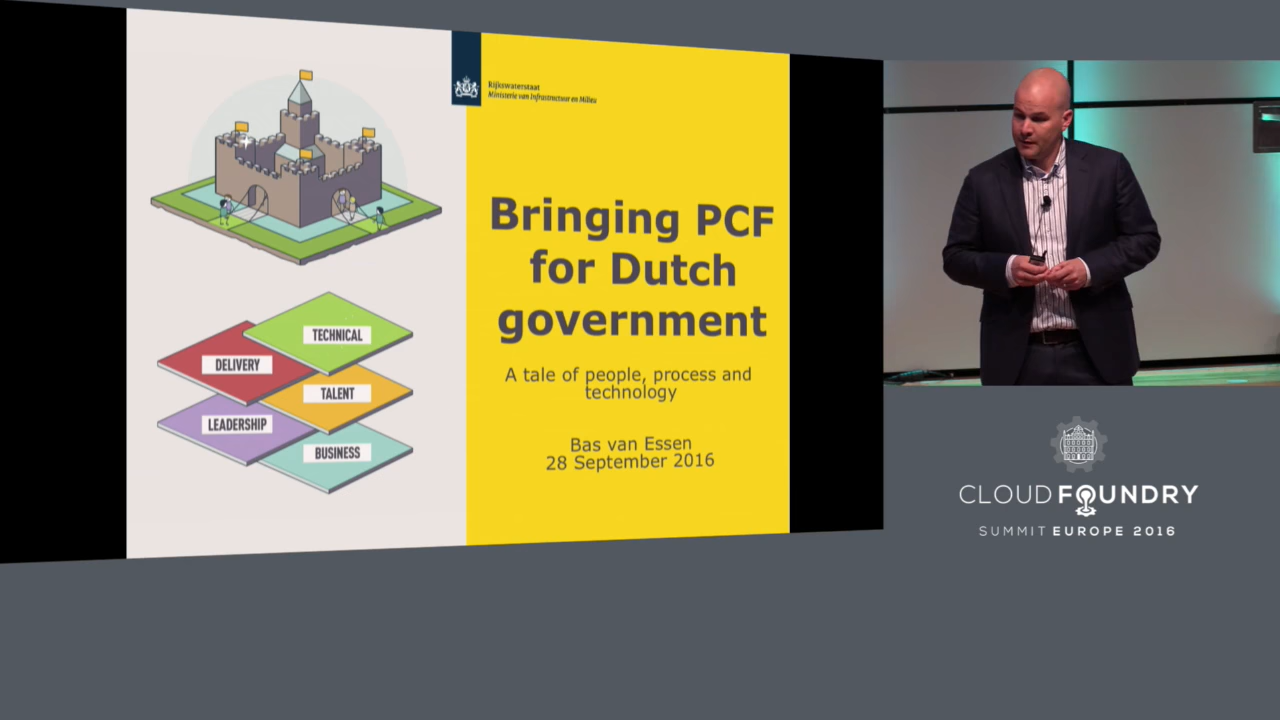 Rijkswaterstaat
Ministerie van Infrastructuur en Milieu
Bringing PCF
for Dutch
government
A tale of people, process and
technology
Bas van Essen
28 September 2016
TECHNICAL
DELIVERY
TALENT
LEADERSHIP
BUSINESS
CLOUD FOUNDRY
SUMMIT EUROPE 2016